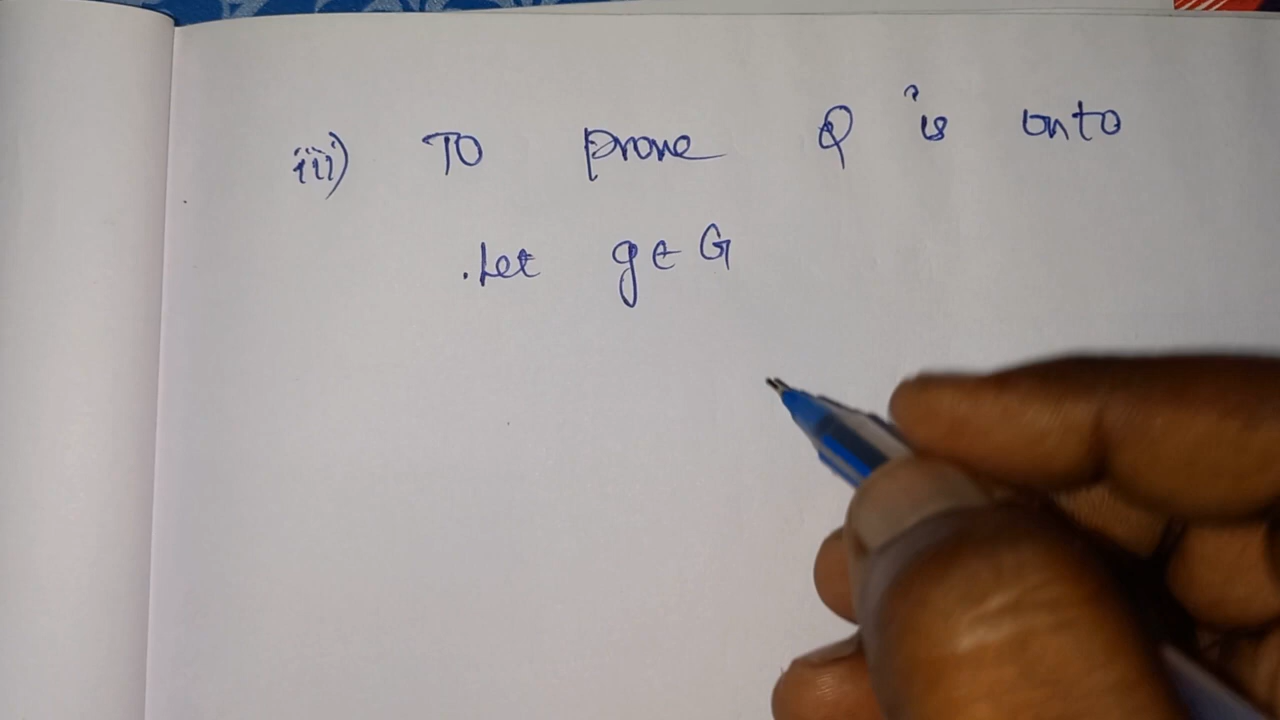 iii) To prove φ is onto
.Let g ∈ G